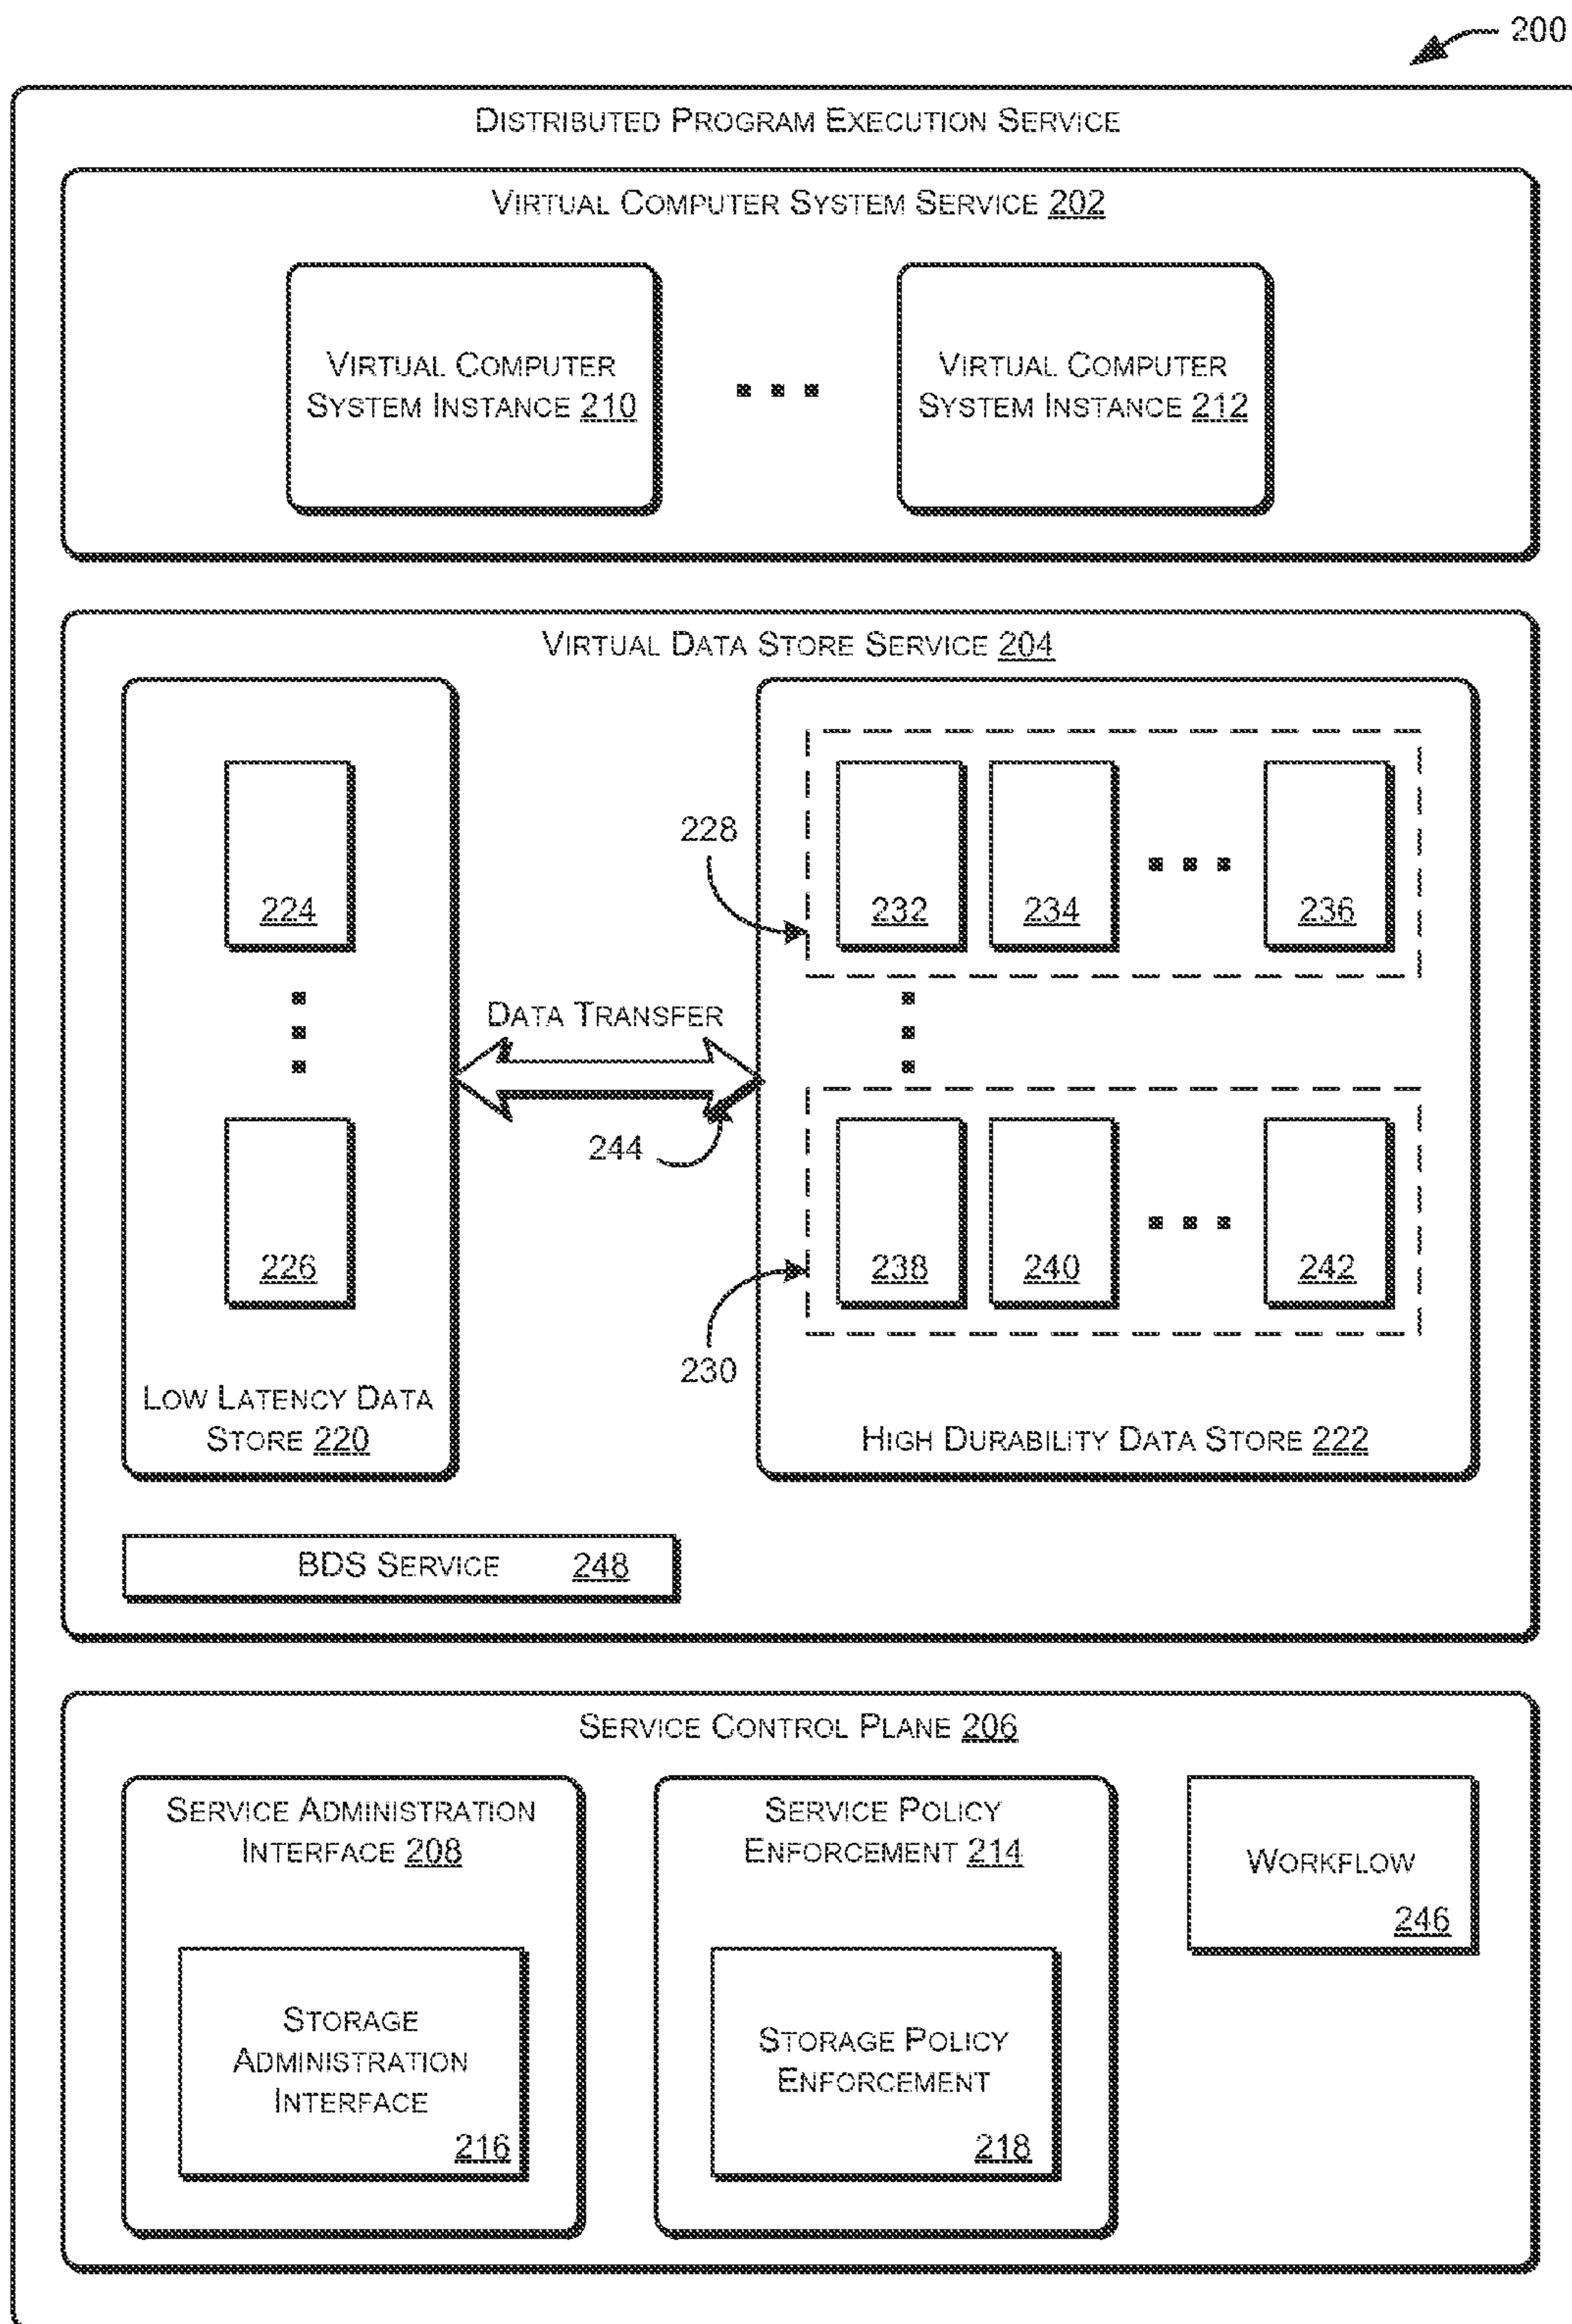 200
DISTRIBUTED PROGRAM EXECUTION SERVICE
VIRTUAL COMPUTER SYSTEM SERVICE 202
VIRTUAL COMPUTER
SYSTEM INSTANCE 210
VIRTUAL COMPUTER
SYSTEM INSTANCE 212
VIRTUAL DATA STORE SERVICE 204
224
226
LOW LATENCY DATA
STORE 220
DATA TRANSFER
244
228
232 234 236
230
238 240 242
HIGH DURABILITY DATA STORE 222
BDS SERVICE 248
SERVICE CONTROL PLANE 206
SERVICE ADMINISTRATION
INTERFACE 208
STORAGE
ADMINISTRATION
INTERFACE
216
SERVICE POLICY
ENFORCEMENT 214
STORAGE POLICY
ENFORCEMENT
218
WORKFLOW
246